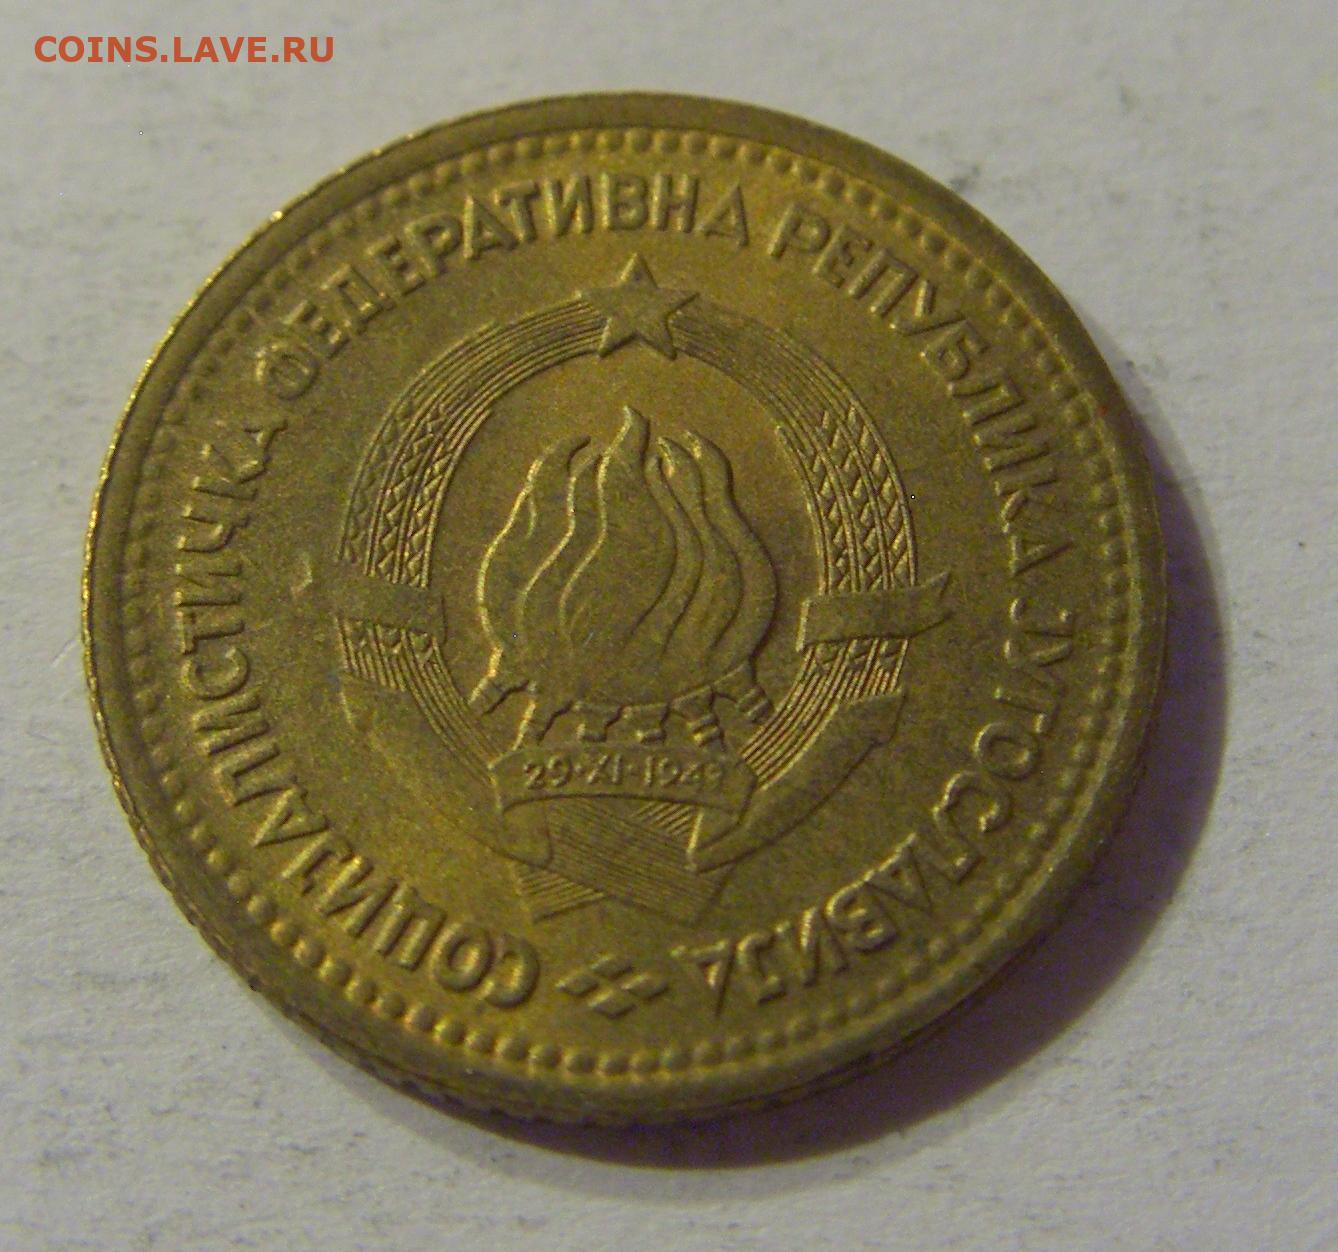 COINS.LAVE.RU
СОЦИЈАЛИСТИЧКА ФЕДЕРАТИВНА РЕПУБЛИКА ЈУГОСЛАВИЈА
29·XI·1943